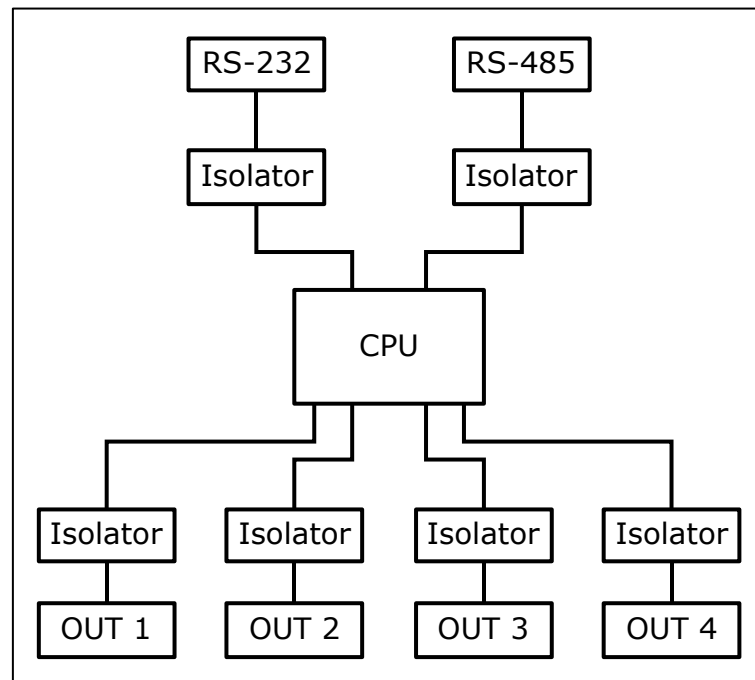 RS-232
RS-485
Isolator
Isolator
CPU
Isolator
Isolator
Isolator
Isolator
OUT 1
OUT 2
OUT 3
OUT 4